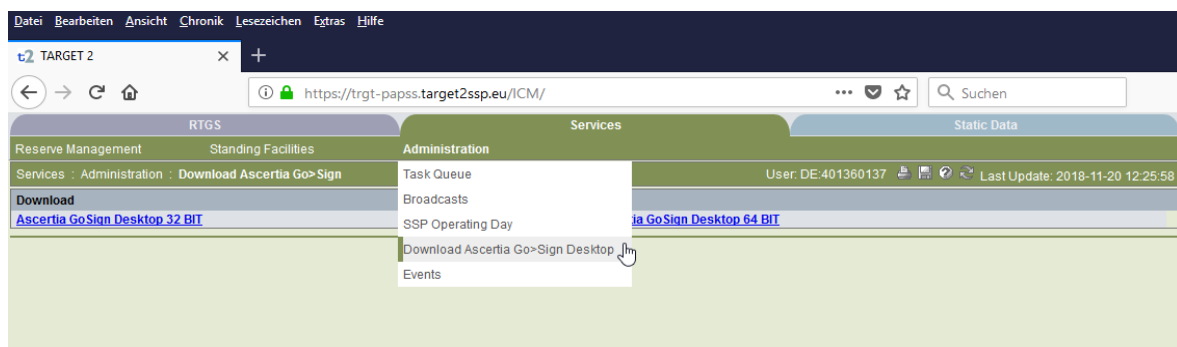 Datei Bearbeiten Ansicht Chronik Lesezeichen Extras Hilfe
t2 TARGET 2
https://trgt-papss.target2ssp.eu/ICM/ Suchen
RTGS Services Static Data
Reserve Management Standing Facilities Administration
Services : Administration : Download Ascertia Go>Sign User: DE:401360137 Last Update: 2018-11-20 12:25:58
Download
Ascertia GoSign Desktop 32 BIT ia GoSign Desktop 64 BIT
Task Queue
Broadcasts
SSP Operating Day
Download Ascertia Go>Sign Desktop
Events